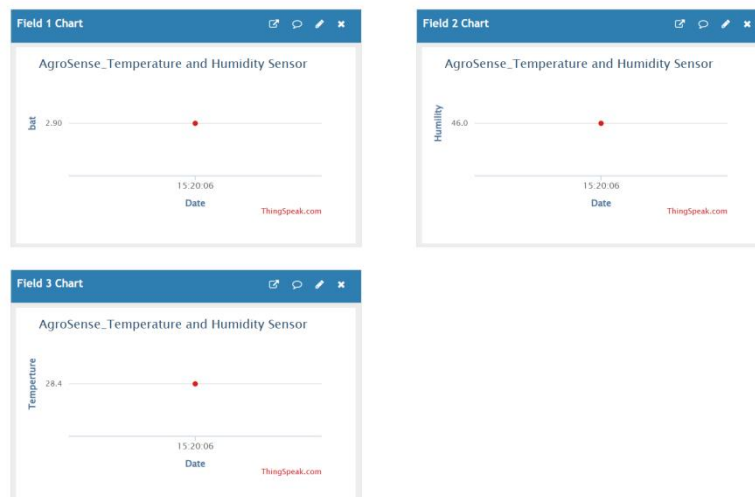 Field 1 Chart
AgroSense_Temperature and Humidity Sensor
bat
2.90
15:20:06
Date
ThingSpeak.com
Field 2 Chart
AgroSense_Temperature and Humidity Sensor
Humility
46.0
15:20:06
Date
ThingSpeak.com
Field 3 Chart
AgroSense_Temperature and Humidity Sensor
Temperture
28.4
15:20:06
Date
ThingSpeak.com